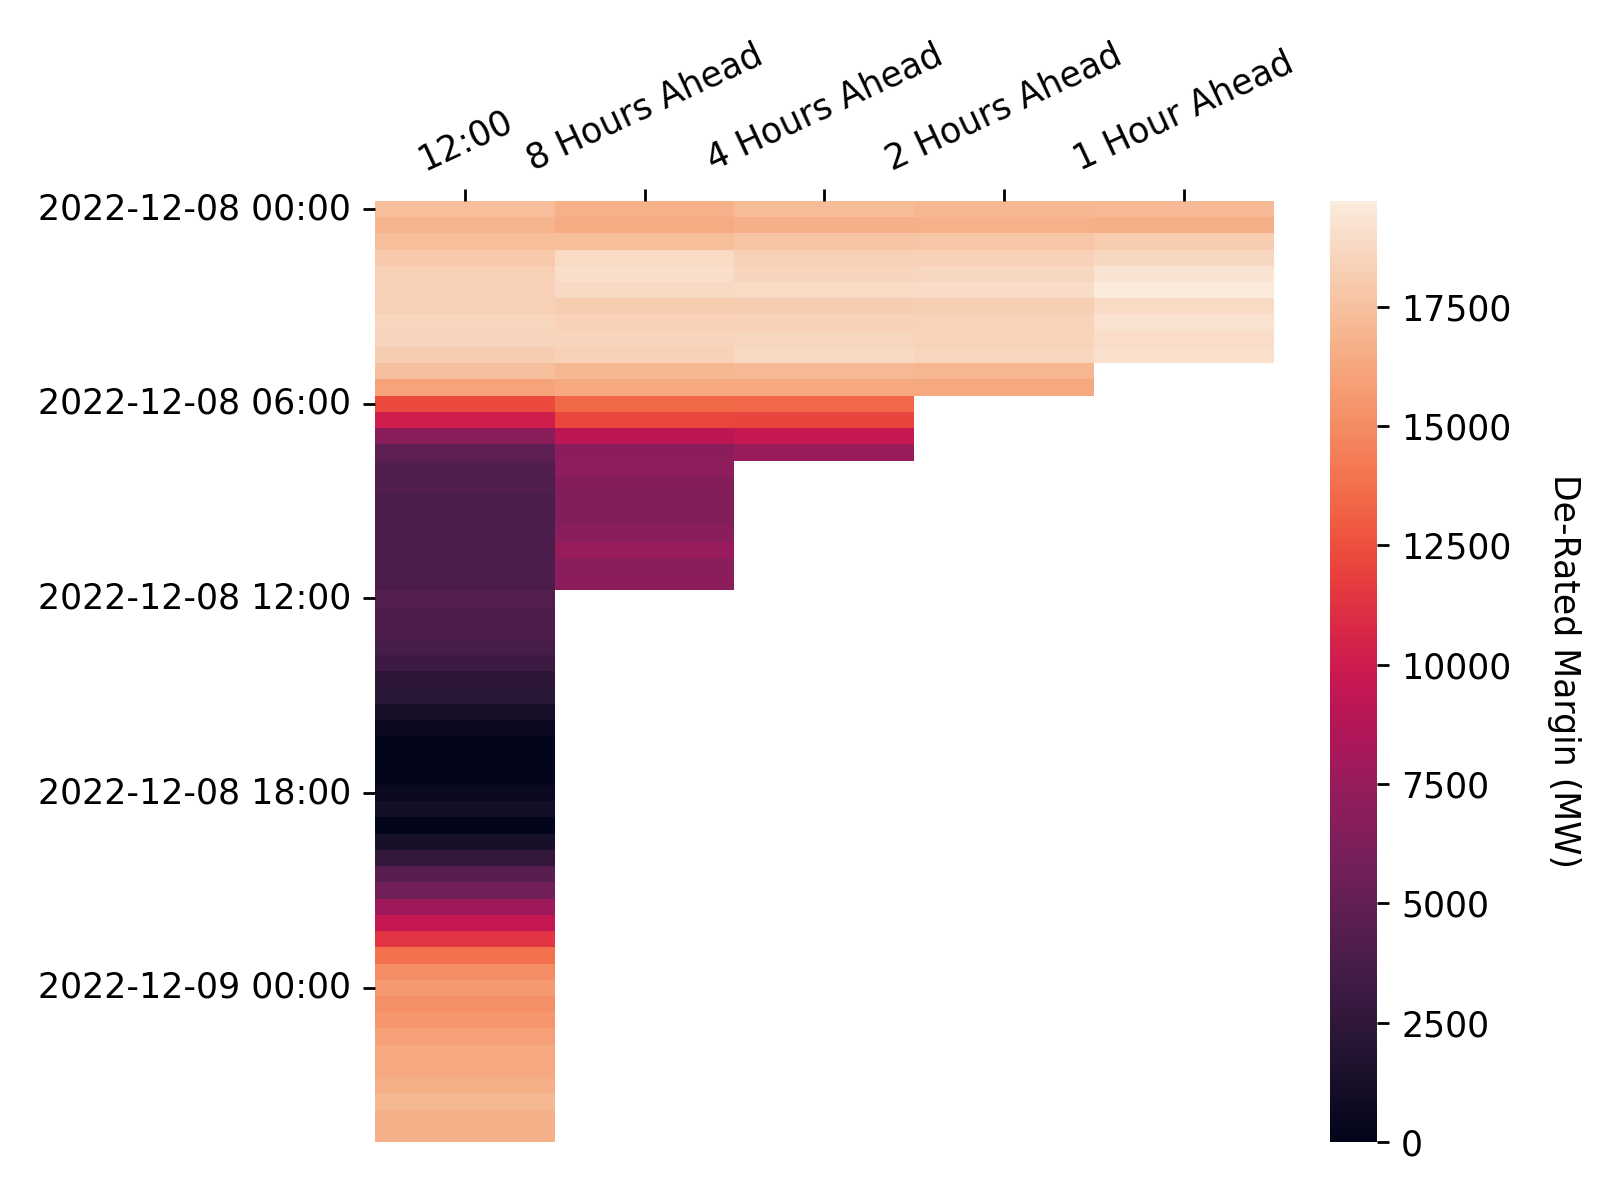 12:00
8 Hours Ahead
4 Hours Ahead
2 Hours Ahead
1 Hour Ahead
2022-12-08 00:00
2022-12-08 06:00
2022-12-08 12:00
2022-12-08 18:00
2022-12-09 00:00
17500
15000
12500
10000
7500
5000
2500
0
De-Rated Margin (MW)